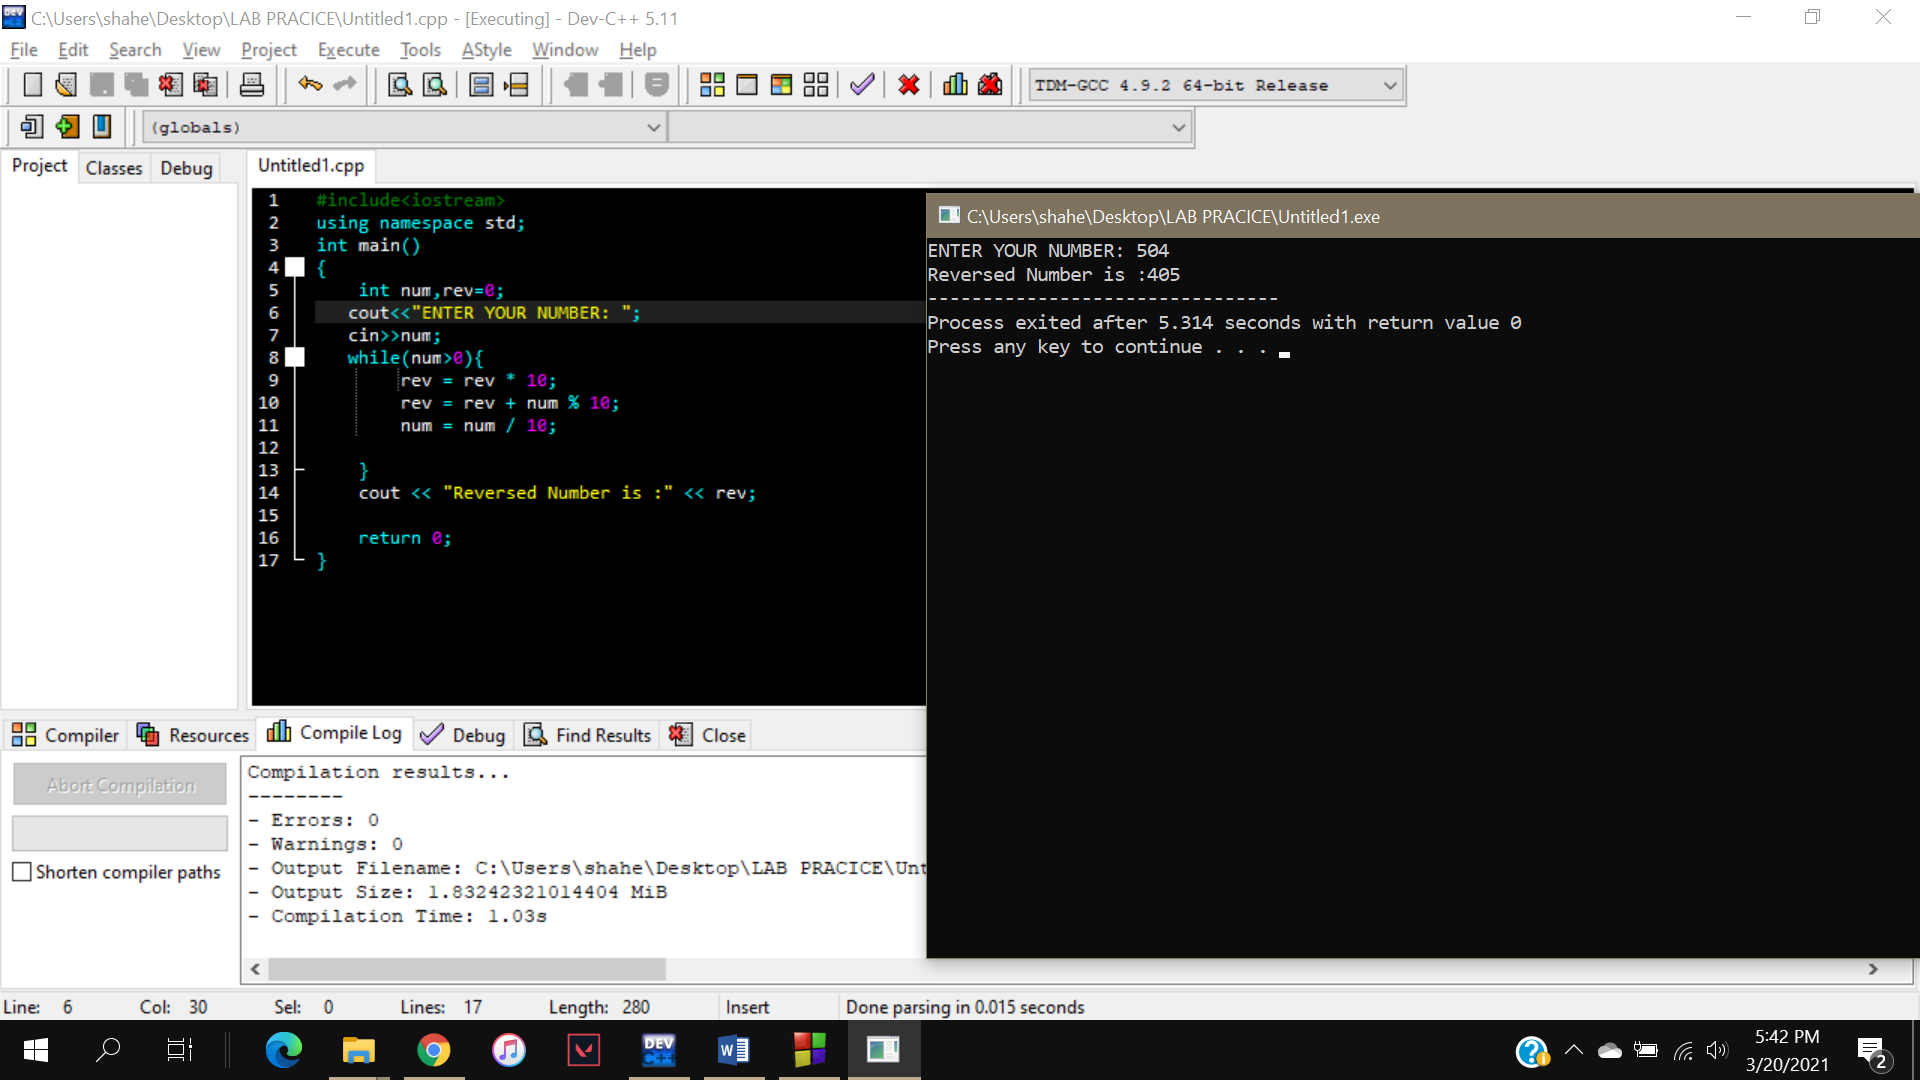 C:\Users\shahe\Desktop\LAB PRACICE\Untitled1.cpp - [Executing] - Dev-C++ 5.11
File Edit Search View Project Execute Tools AStyle Window Help
TDM-GCC 4.9.2 64-bit Release
(globals)
Project Classes Debug
Untitled1.cpp
1 #include<iostream>
2 using namespace std;
3 int main()
4 {
5 int num,rev=0;
6 cout<<"ENTER YOUR NUMBER: ";
7 cin>>num;
8 while(num>0){
9 rev = rev * 10;
10 rev = rev + num % 10;
11 num = num / 10;
12
13 }
14 cout << "Reversed Number is :" << rev;
15
16 return 0;
17 }
C:\Users\shahe\Desktop\LAB PRACICE\Untitled1.exe
ENTER YOUR NUMBER: 504
Reversed Number is :405
--------------------------------
Process exited after 5.314 seconds with return value 0
Press any key to continue . . .
Compiler Resources Compile Log Debug Find Results Close
Abort Compilation
Shorten compiler paths
Compilation results...
--------
- Errors: 0
- Warnings: 0
- Output Filename: C:\Users\shahe\Desktop\LAB PRACICE\Unt
- Output Size: 1.83242321014404 MiB
- Compilation Time: 1.03s
Line: 6 Col: 30 Sel: 0 Lines: 17 Length: 280 Insert Done parsing in 0.015 seconds
DEV C++
W
5:42 PM
3/20/2021
2